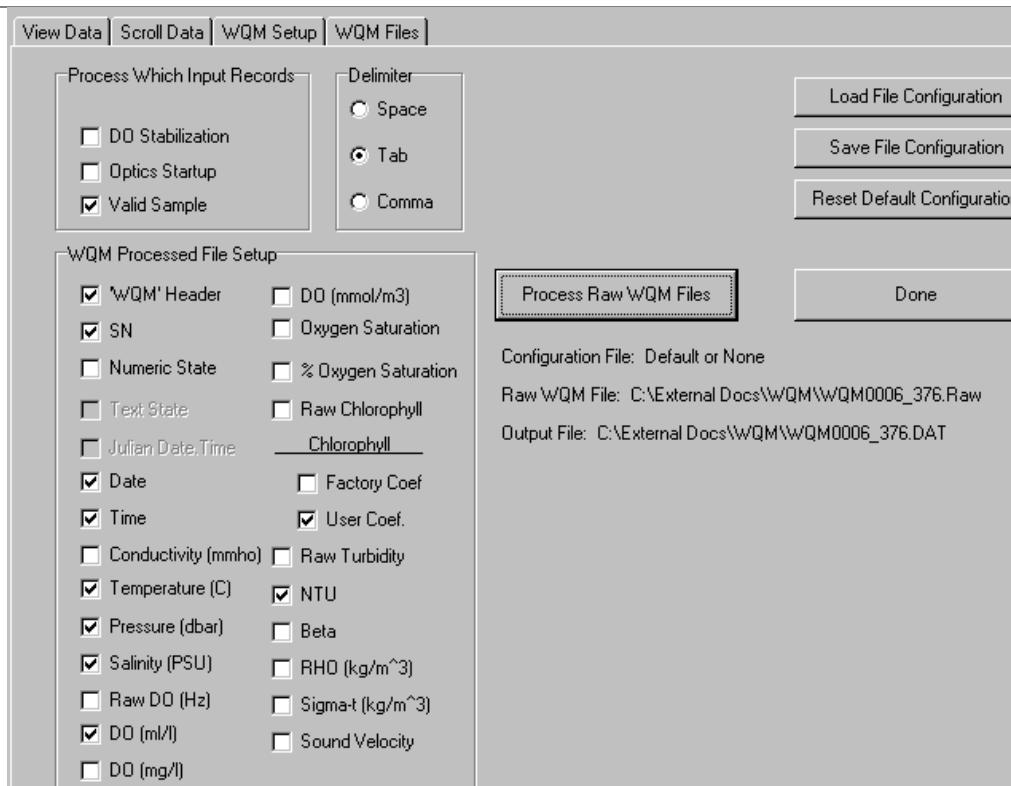 View Data Scroll Data WQM Setup WQM Files
Process Which Input Records
DO Stabilization
Optics Startup
Valid Sample
Delimiter
Space
Tab
Comma
Load File Configuration
Save File Configuration
Reset Default Configuratio
WQM Processed File Setup
'WQM' Header
SN
Numeric State
Text State
Julian Date.Time
Date
Time
Conductivity (mmho)
Temperature (C)
Pressure (dbar)
Salinity (PSU)
Raw DO (Hz)
DO (ml/l)
DO (mg/l)
DO (mmol/m3)
Oxygen Saturation
% Oxygen Saturation
Raw Chlorophyll
Chlorophyll
Factory Coef
User Coef.
Raw Turbidity
NTU
Beta
RHO (kg/m^3)
Sigma-t (kg/m^3)
Sound Velocity
Process Raw WQM Files
Done
Configuration File: Default or None
Raw WQM File: C:\External Docs\WQM\WQM0006_376.Raw
Output File: C:\External Docs\WQM\WQM0006_376.DAT